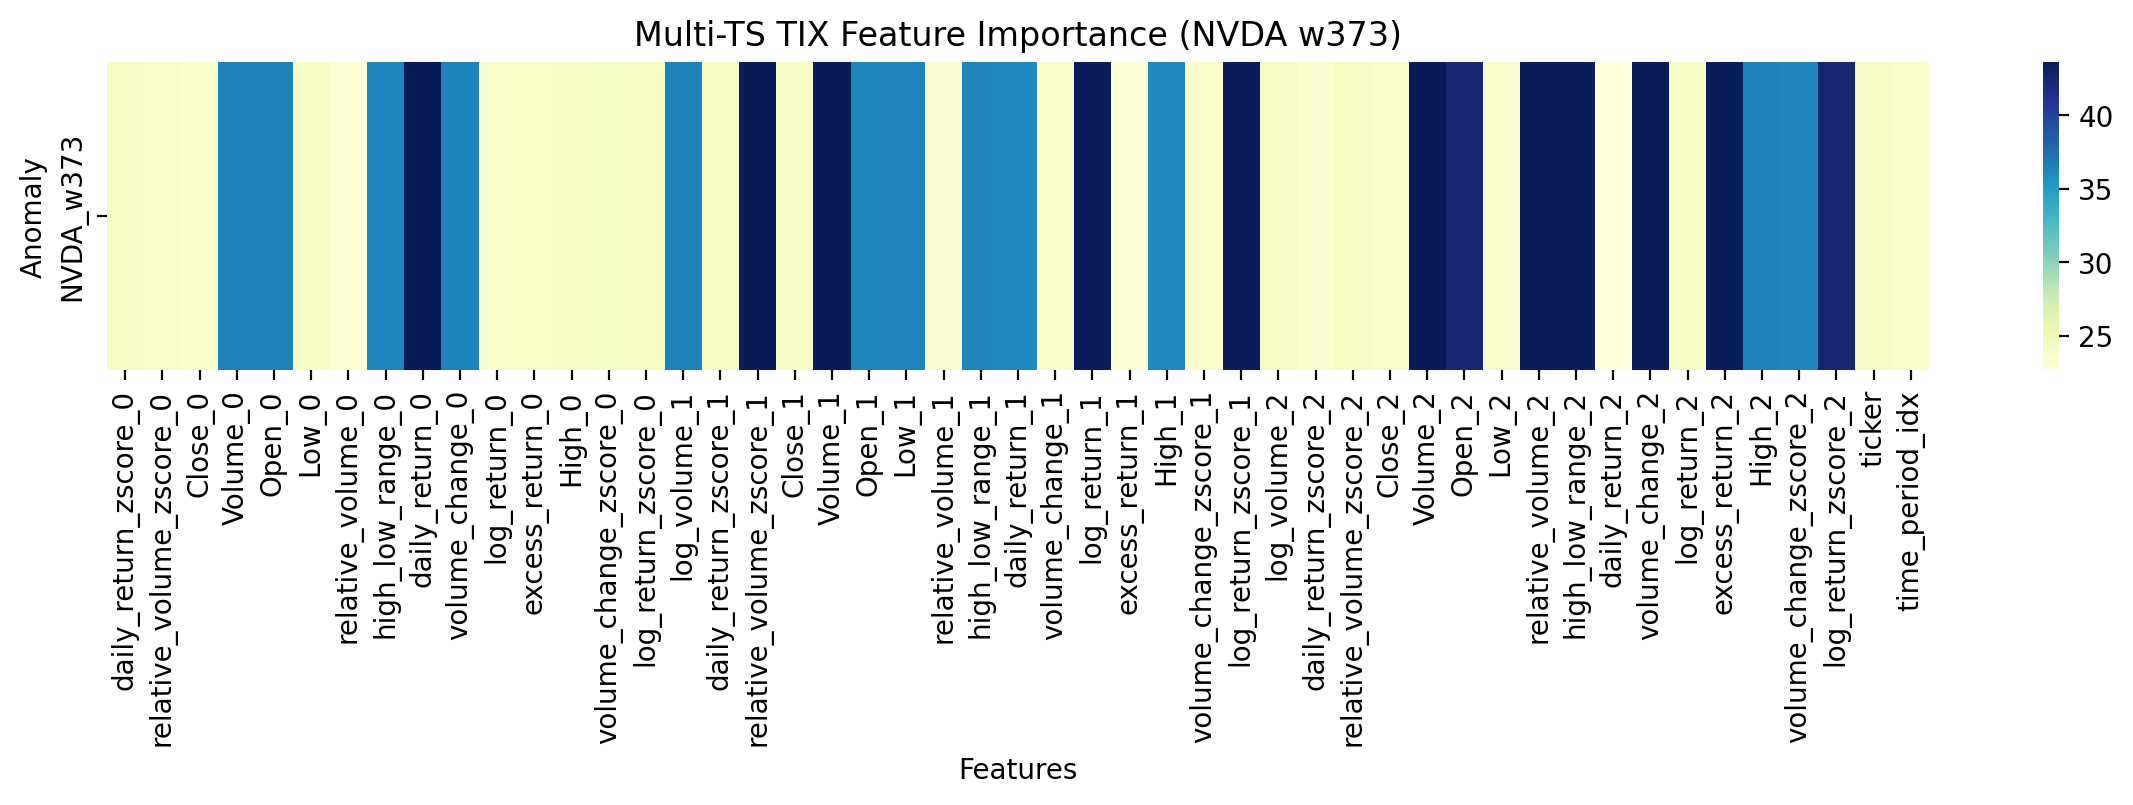 Multi-TS TIX Feature Importance (NVDA w373)
Anomaly
NVDA_w373
40
35
30
25
daily_return_zscore_0
relative_volume_zscore_0
Close_0
Volume_0
Open_0
Low_0
relative_volume_0
high_low_range_0
daily_return_0
volume_change_0
log_return_0
excess_return_0
High_0
volume_change_zscore_0
log_return_zscore_0
log_volume_1
daily_return_zscore_1
relative_volume_zscore_1
Close_1
Volume_1
Open_1
Low_1
relative_volume_1
high_low_range_1
daily_return_1
volume_change_1
log_return_1
excess_return_1
High_1
volume_change_zscore_1
log_return_zscore_1
log_volume_2
daily_return_zscore_2
relative_volume_zscore_2
Close_2
Volume_2
Open_2
Low_2
relative_volume_2
high_low_range_2
daily_return_2
volume_change_2
log_return_2
excess_return_2
High_2
volume_change_zscore_2
log_return_zscore_2
ticker
time_period_idx
Features